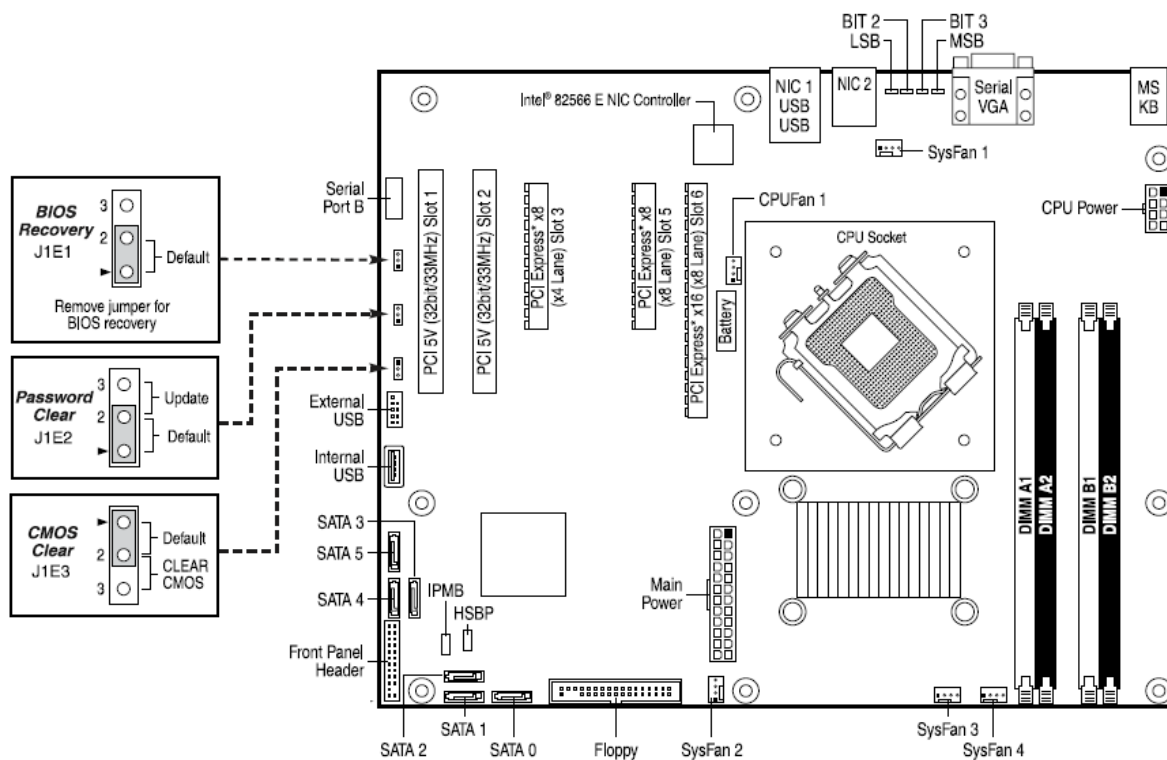 BIT 2
LSB
BIT 3
MSB
NIC 1
USB
USB
NIC 2
Serial
VGA
MS
KB
Intel® 82566 E NIC Controller
SysFan 1
CPUFan 1
CPU Power
CPU Socket
Battery
Serial
Port B
PCI 5V (32bit/33MHz) Slot 1
PCI 5V (32bit/33MHz) Slot 2
PCI Express* x8
(x4 Lane) Slot 3
PCI Express* x8
(x8 Lane) Slot 5
PCI Express* x16 (x8 Lane) Slot 6
BIOS
Recovery
J1E1
3
2
Default
Remove jumper for
BIOS recovery
Password
Clear
J1E2
3
2
Update
Default
CMOS
Clear
J1E3
2
3
Default
CLEAR
CMOS
External
USB
Internal
USB
SATA 3
SATA 5
SATA 4
IPMB
HSBP
Front Panel
Header
Main
Power
DIMM A1
DIMM A2
DIMM B1
DIMM B2
SATA 2
SATA 1
SATA 0
Floppy
SysFan 2
SysFan 3
SysFan 4